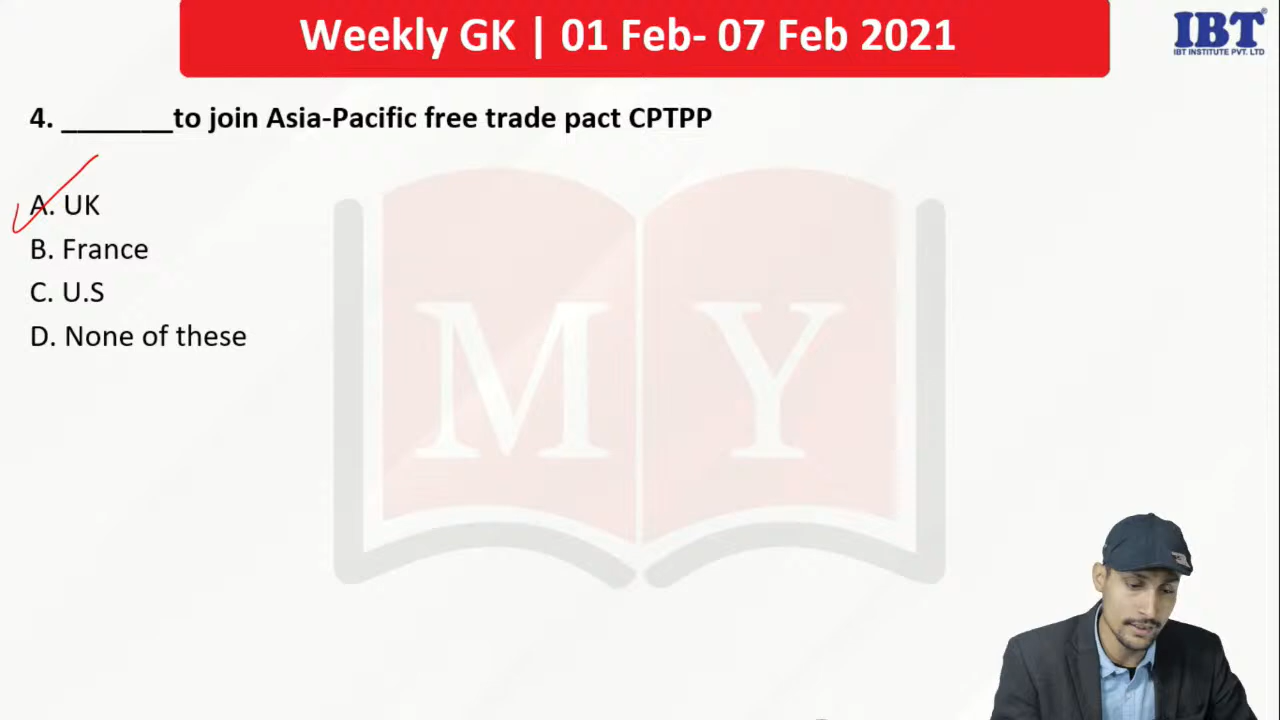 Weekly GK | 01 Feb- 07 Feb 2021
IBT
IBT INSTITUTE PVT. LTD
4. _______to join Asia-Pacific free trade pact CPTPP
A. UK
B. France
C. U.S
D. None of these
M Y